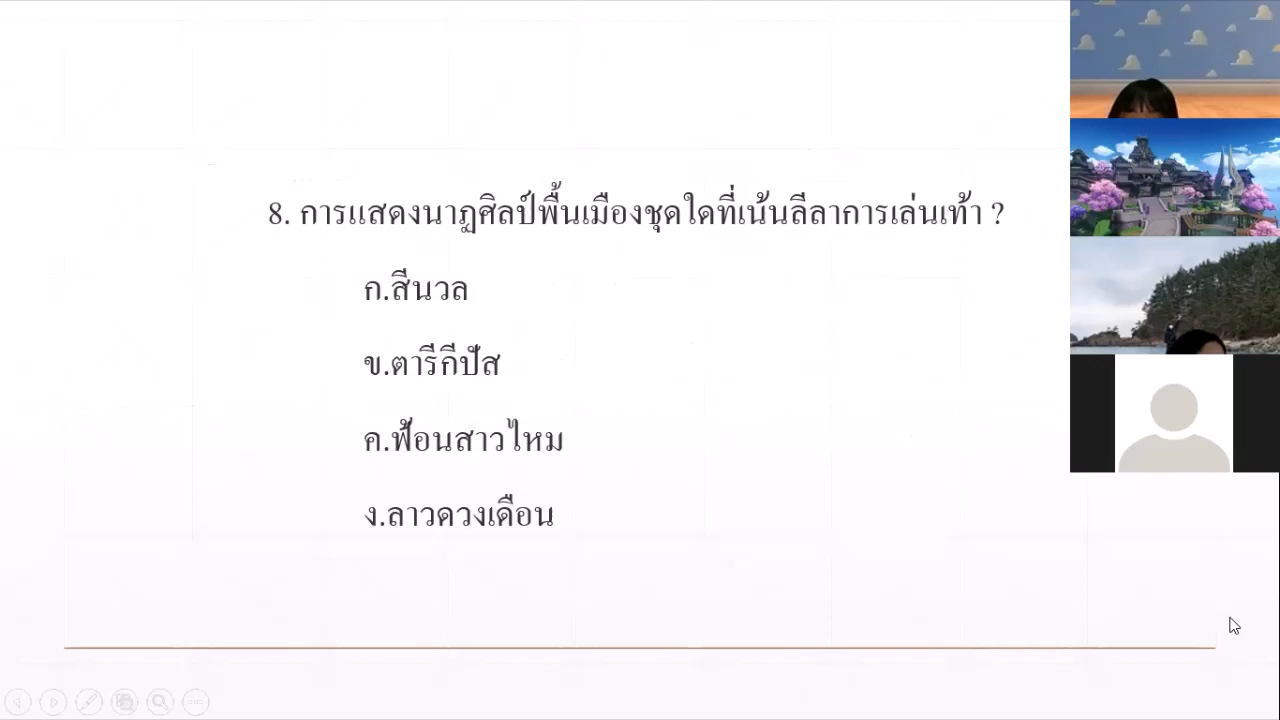 8. การแสดงนาฏศิลป์พื้นเมืองชุดใดที่เน้นลีลาการเล่นเท้า ?
ก.สีนวล
ข.ตารีกีปัส
ค.ฟ้อนสาวไหม
ง.ลาวดวงเดือน